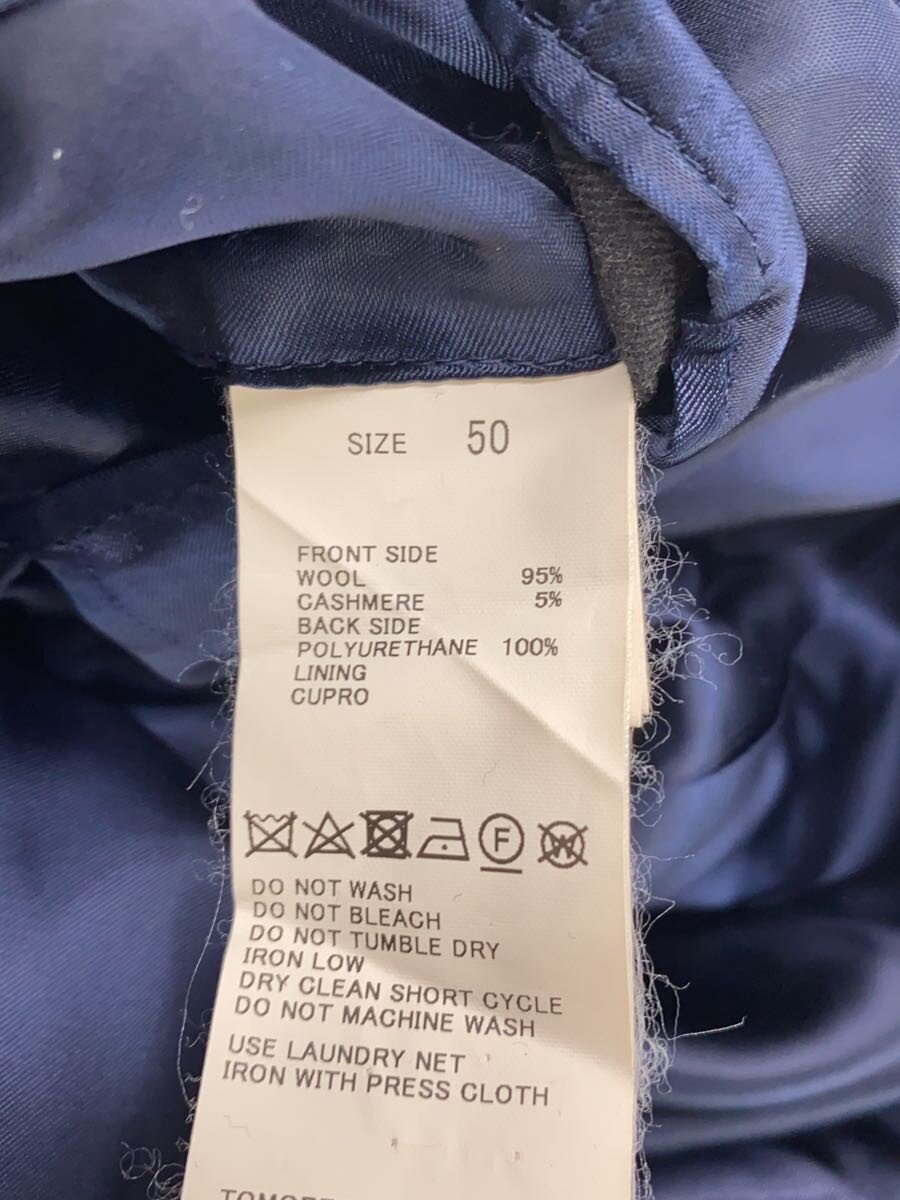 SIZE 50
FRONT SIDE
WOOL 95%
CASHMERE 5%
BACK SIDE
POLYURETHANE 100%
LINING
CUPRO
F W
DO NOT WASH
DO NOT BLEACH
DO NOT TUMBLE DRY
IRON LOW
DRY CLEAN SHORT CYCLE
DO NOT MACHINE WASH
USE LAUNDRY NET
IRON WITH PRESS CLOTH